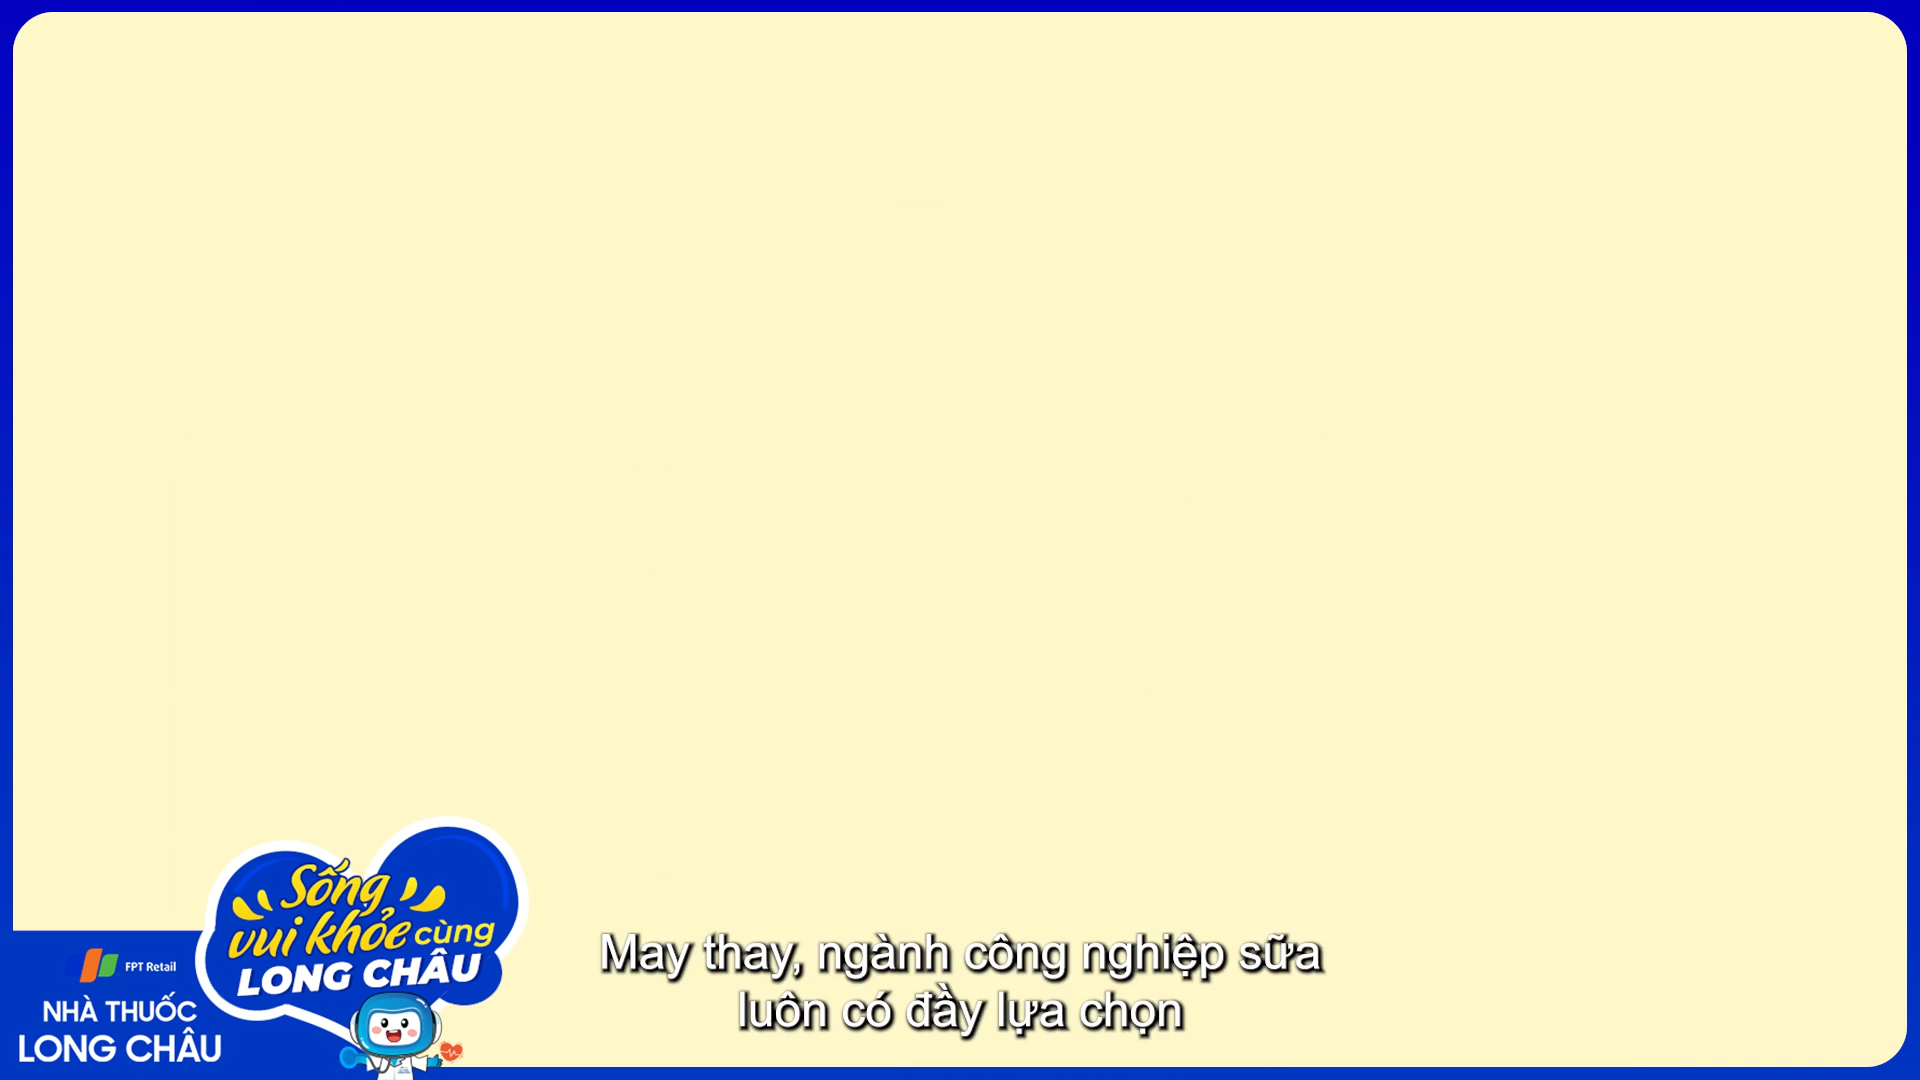 Sống
vui khỏe cùng
LONG CHÂU
FPT Retail
NHÀ THUỐC
LONG CHÂU
May thay, ngành công nghiệp sữa
luôn có đầy lựa chọn